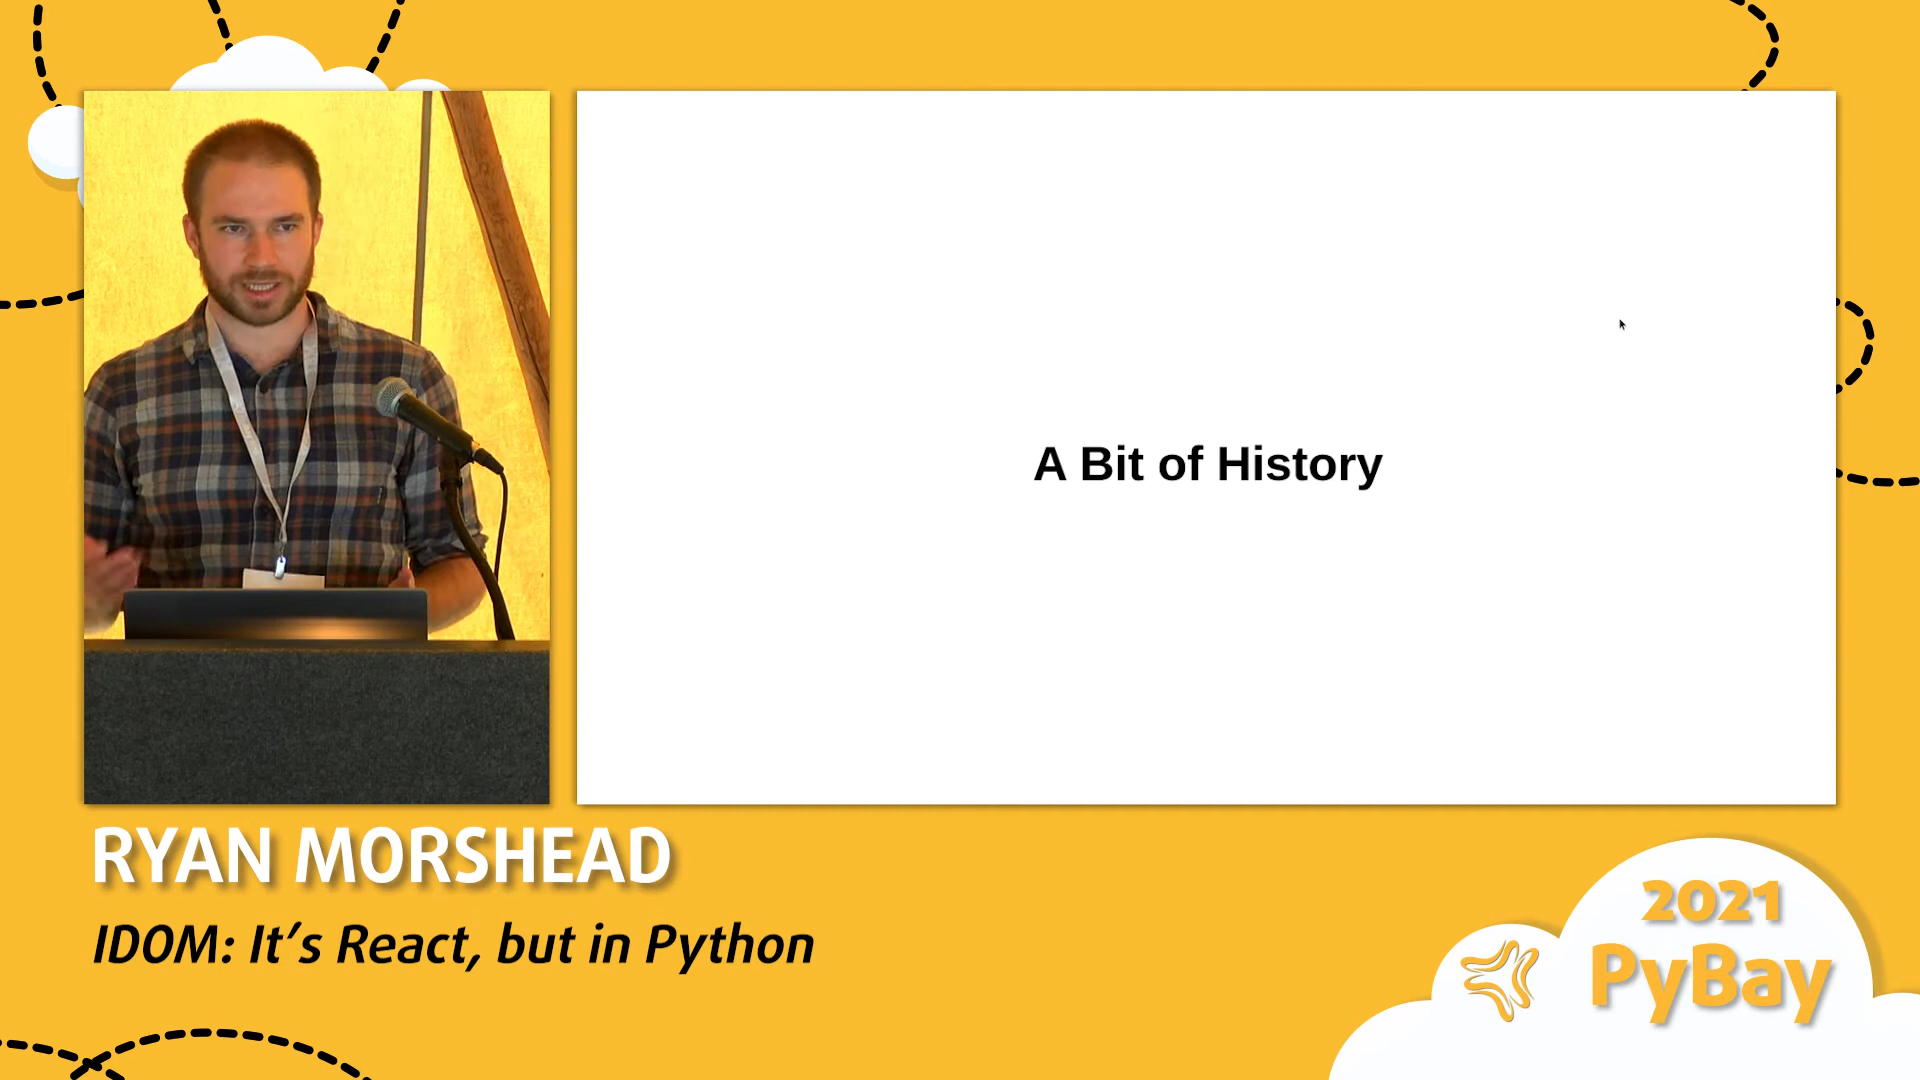 A Bit of History
RYAN MORSHEAD
IDOM: It's React, but in Python
2021
PyBay